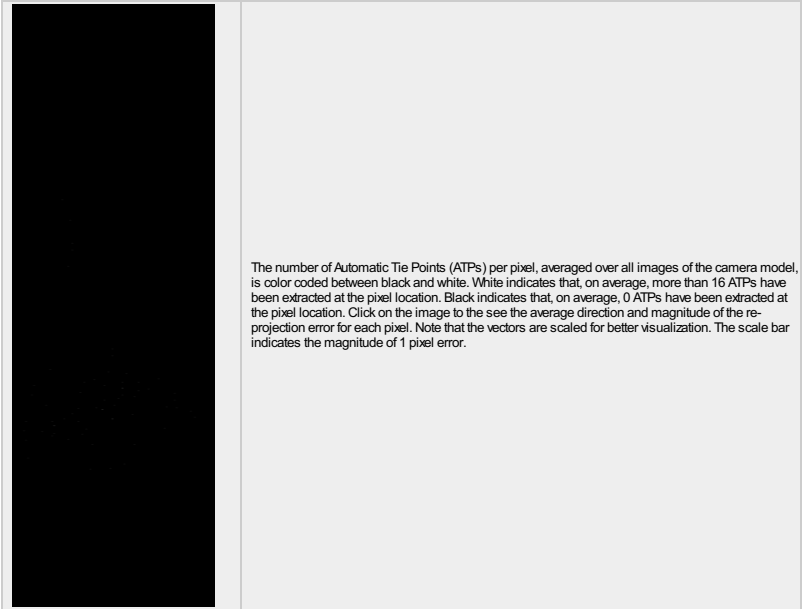 The number of Automatic Tie Points (ATPs) per pixel, averaged over all images of the camera model,
is color coded between black and white. White indicates that, on average, more than 16 ATPs have
been extracted at the pixel location. Black indicates that, on average, 0 ATPs have been extracted at
the pixel location. Click on the image to the see the average direction and magnitude of the re-
projection error for each pixel. Note that the vectors are scaled for better visualization. The scale bar
indicates the magnitude of 1 pixel error.